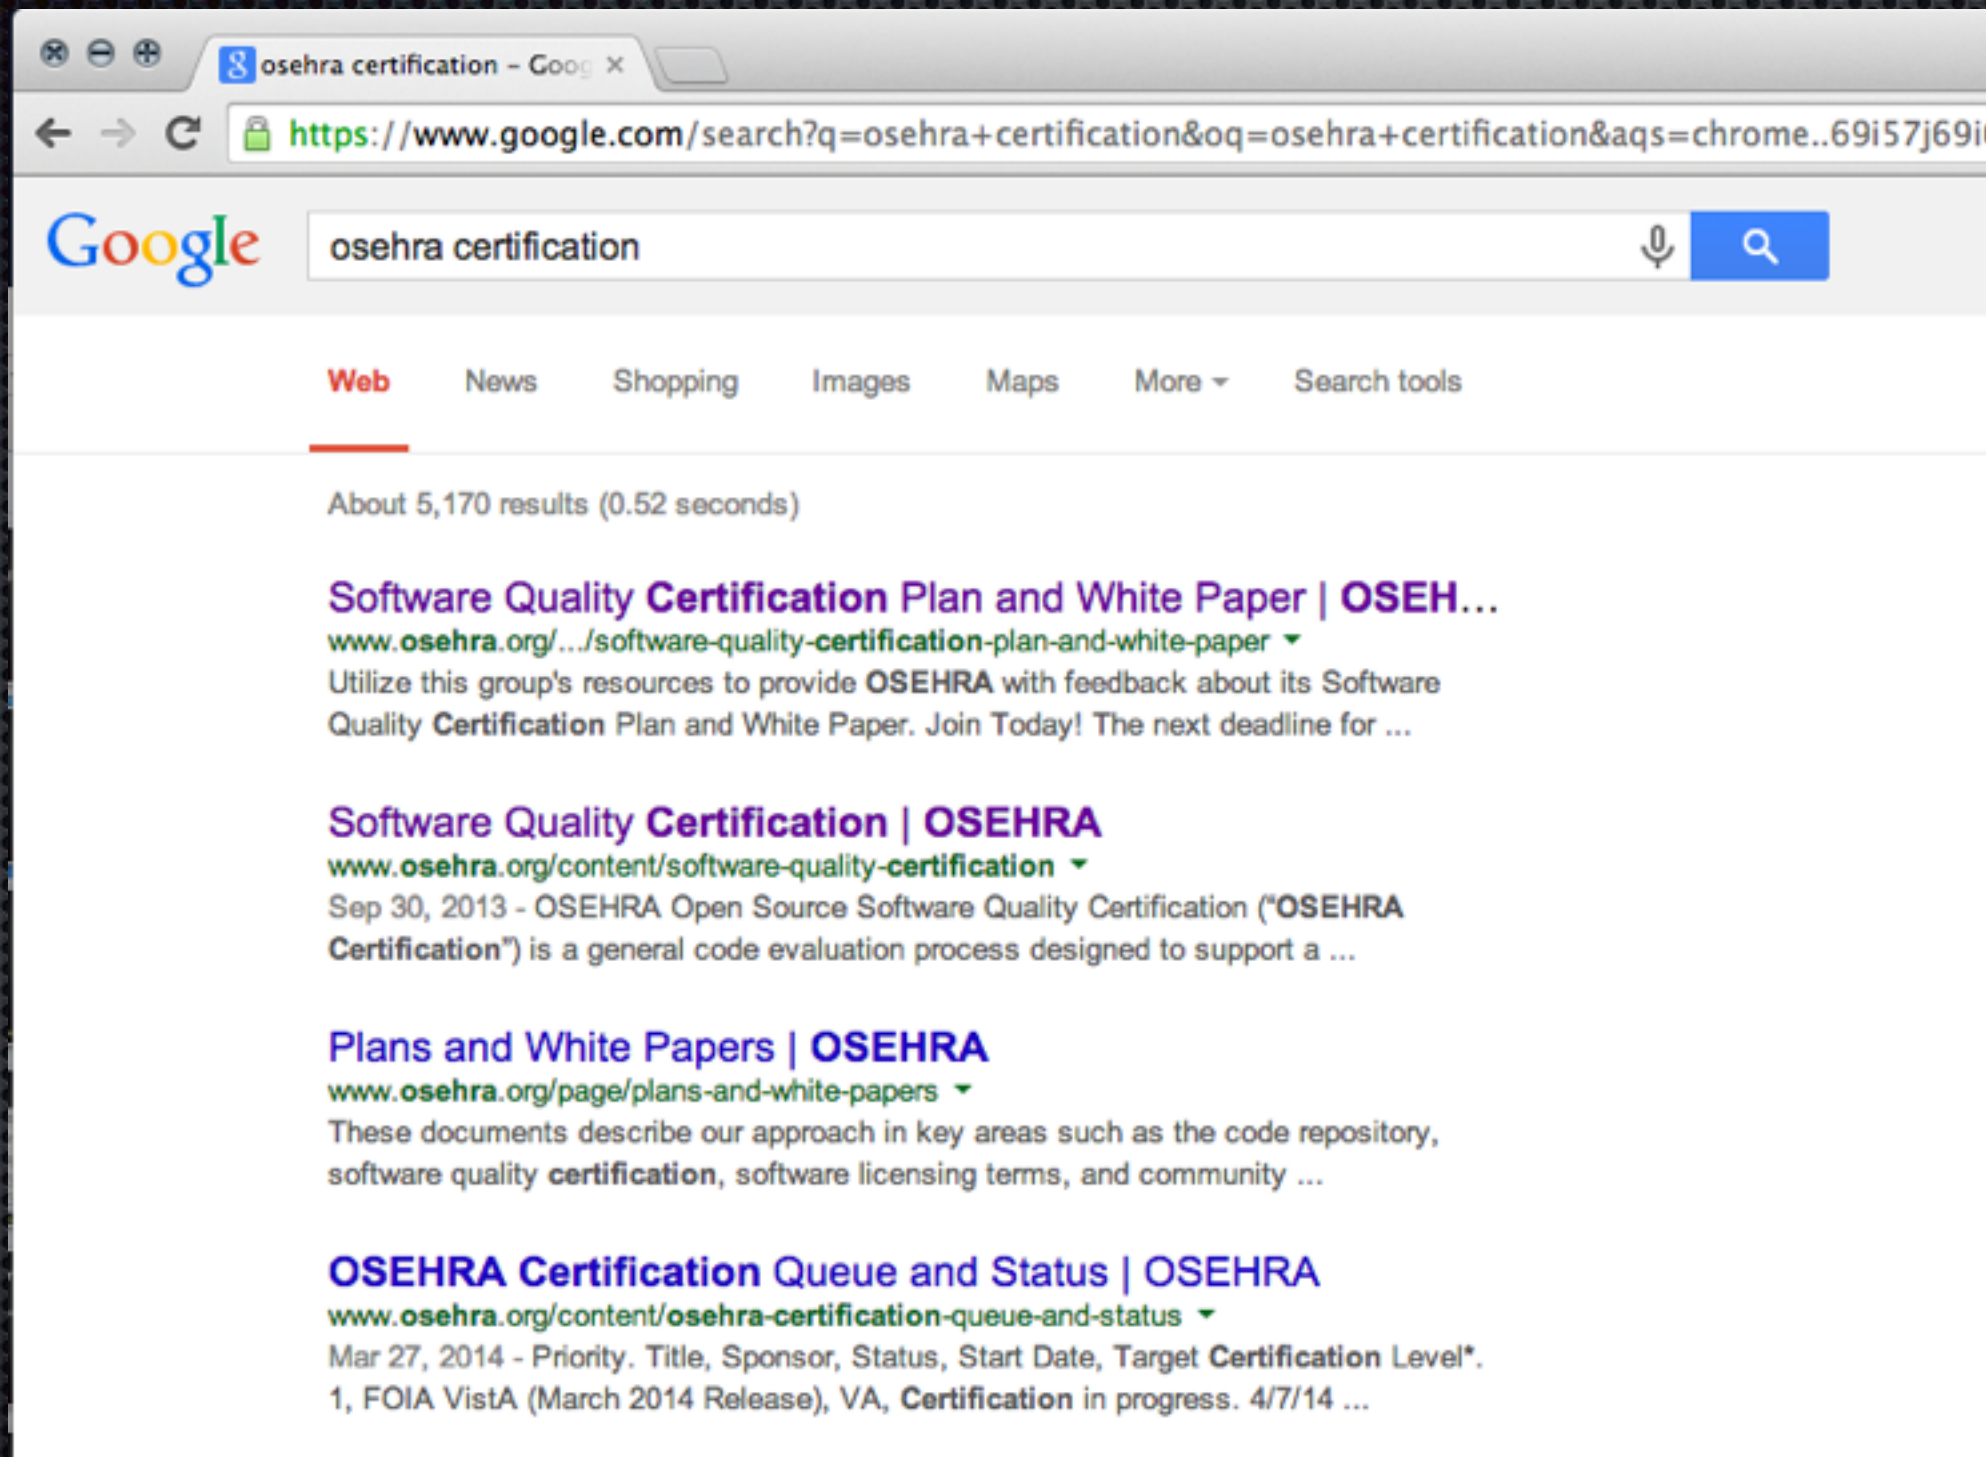 osehra certification – Goog
https://www.google.com/search?q=osehra+certification&oq=osehra+certification&aqs=chrome..69i57j69i
Google
osehra certification
Web News Shopping Images Maps More Search tools
About 5,170 results (0.52 seconds)
Software Quality Certification Plan and White Paper | OSEH...
www.osehra.org/.../software-quality-certification-plan-and-white-paper
Utilize this group's resources to provide OSEHRA with feedback about its Software
Quality Certification Plan and White Paper. Join Today! The next deadline for ...
Software Quality Certification | OSEHRA
www.osehra.org/content/software-quality-certification
Sep 30, 2013 - OSEHRA Open Source Software Quality Certification ("OSEHRA
Certification") is a general code evaluation process designed to support a ...
Plans and White Papers | OSEHRA
www.osehra.org/page/plans-and-white-papers
These documents describe our approach in key areas such as the code repository,
software quality certification, software licensing terms, and community ...
OSEHRA Certification Queue and Status | OSEHRA
www.osehra.org/content/osehra-certification-queue-and-status
Mar 27, 2014 - Priority. Title, Sponsor, Status, Start Date, Target Certification Level*.
1, FOIA VistA (March 2014 Release), VA, Certification in progress. 4/7/14 ...